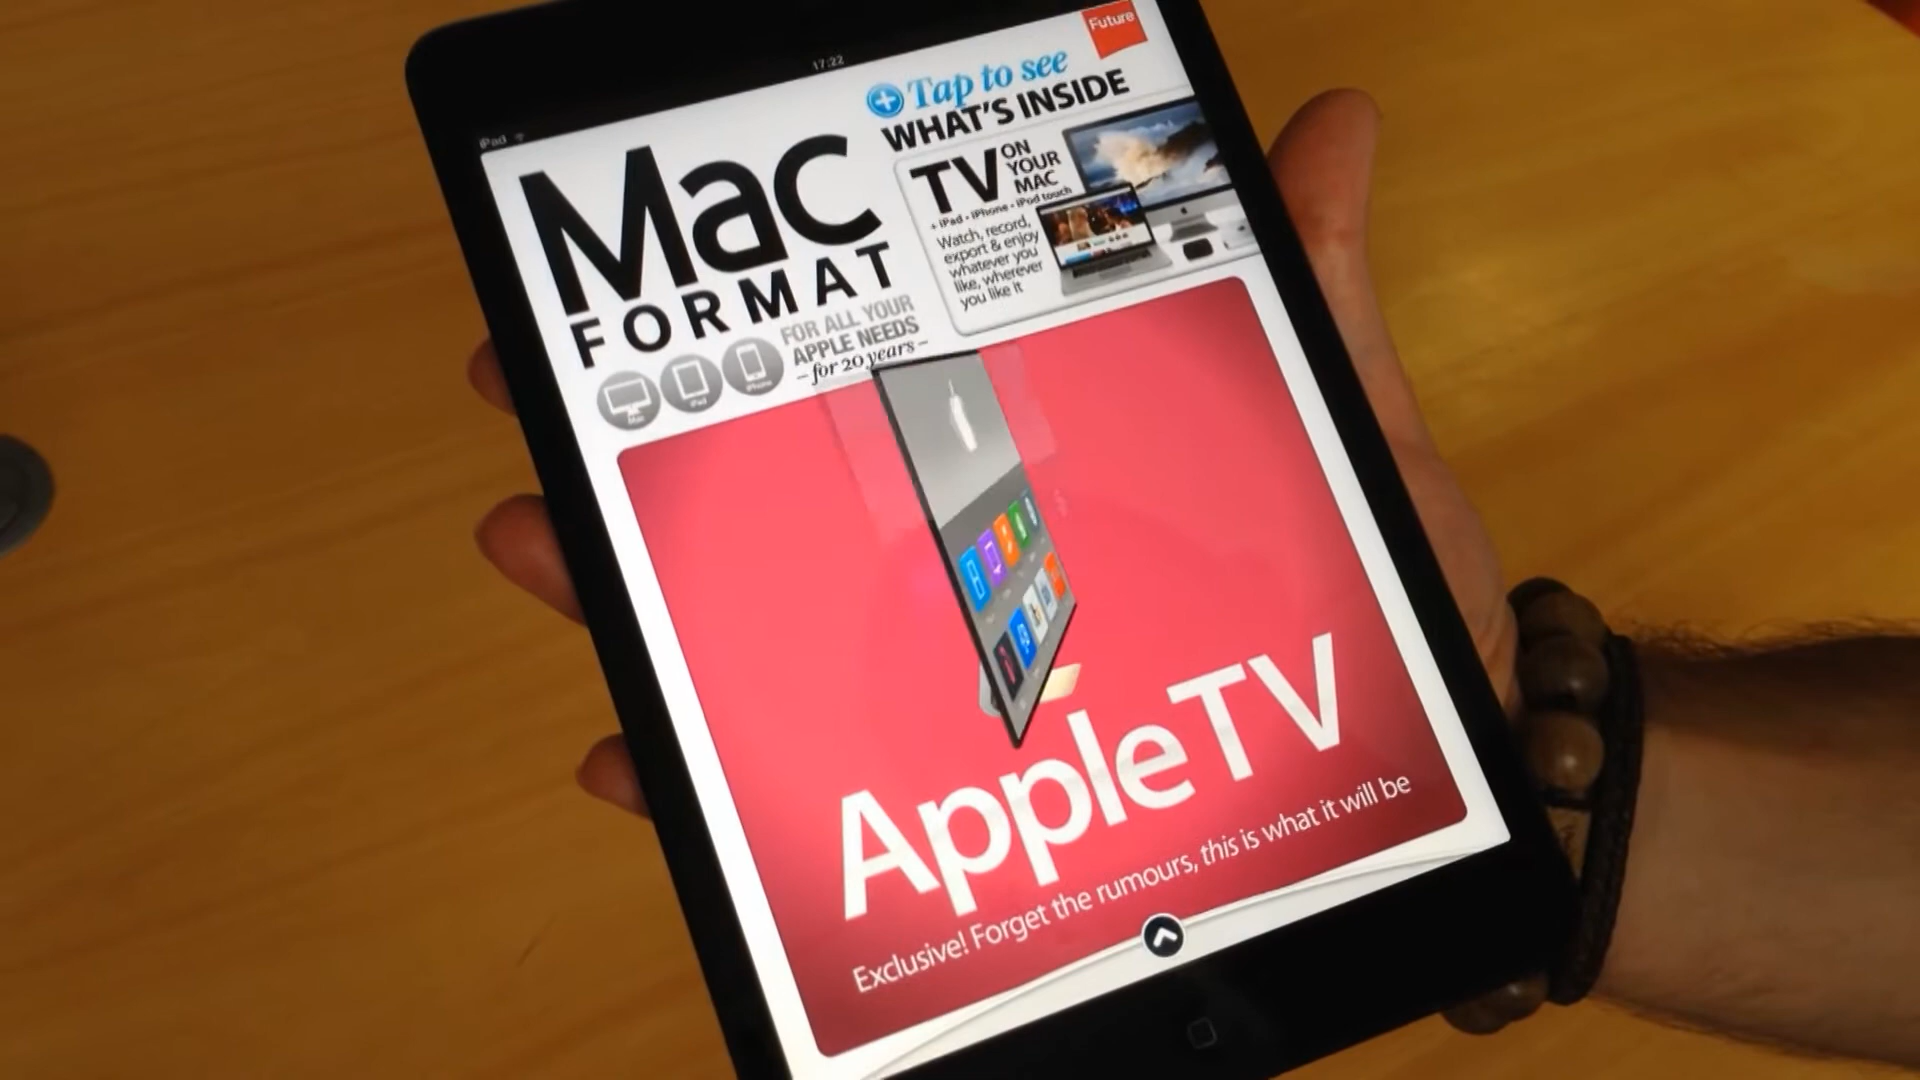 iPad
17:22
Future
Tap to see
WHAT'S INSIDE
Mac
FORMAT
FOR ALL YOUR
APPLE NEEDS
– for 20 years –
Mac
iPad
iPhone
TV ON
YOUR
MAC
+ iPad • iPhone • iPod touch
Watch, record,
export & enjoy
whatever you
like, wherever
you like it
Apple TV
Exclusive! Forget the rumours, this is what it will be